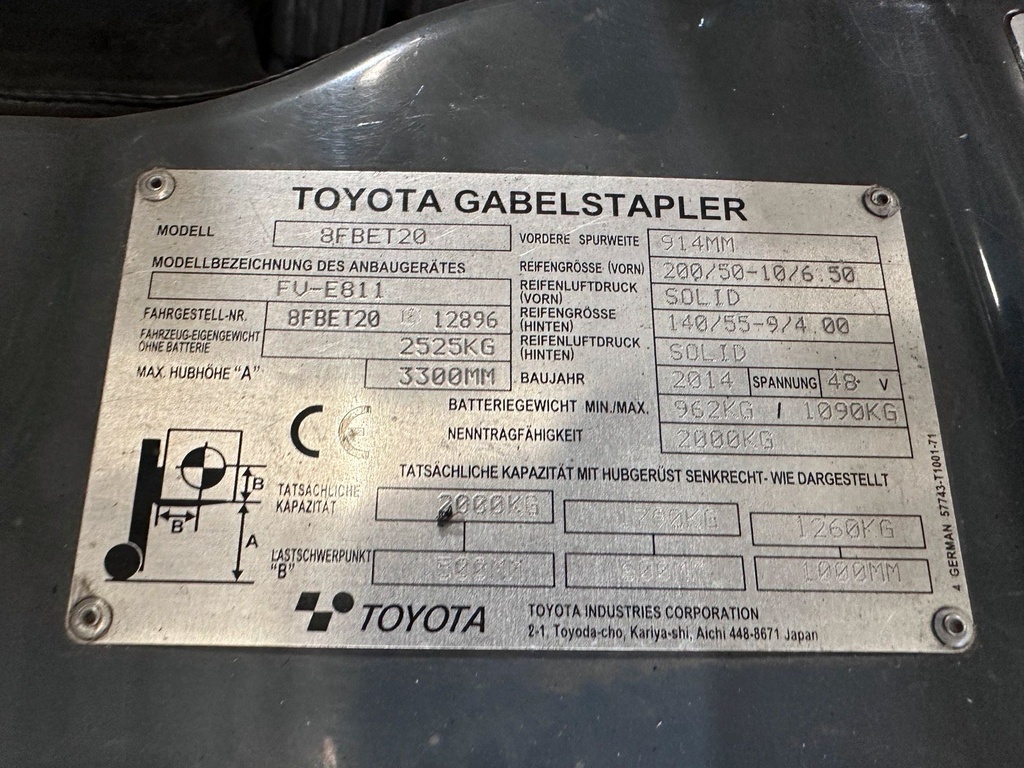 TOYOTA GABELSTAPLER
MODELL 8FBET20
MODELLBEZEICHNUNG DES ANBAUGERÄTES
FV-E811
FAHRGESTELL-NR. 8FBET20 12896
FAHRZEUG-EIGENGEWICHT
OHNE BATTERIE 2525KG
MAX. HUBHÖHE "A" 3300MM
VORDERE SPURWEITE 914MM
REIFENGRÖSSE (VORN) 200/50-10/6.50
REIFENLUFTDRUCK
(VORN) SOLID
REIFENGRÖSSE
(HINTEN) 140/55-9/4.00
REIFENLUFTDRUCK
(HINTEN) SOLID
BAUJAHR 2014 SPANNUNG 48 V
BATTERIEGEWICHT MIN./MAX. 962KG / 1090KG
NENNTRAGFÄHIGKEIT 2000KG
CE
TATSÄCHLICHE KAPAZITÄT MIT HUBGERÜST SENKRECHT- WIE DARGESTELLT
B
B
A
TATSÄCHLICHE
KAPAZITÄT 2000KG 1260KG
LASTSCHWERPUNKT
"B" 500MM 600MM 1000MM
TOYOTA
TOYOTA INDUSTRIES CORPORATION
2-1, Toyoda-cho, Kariya-shi, Aichi 448-8671 Japan
4 GERMAN 57743-T1001-71